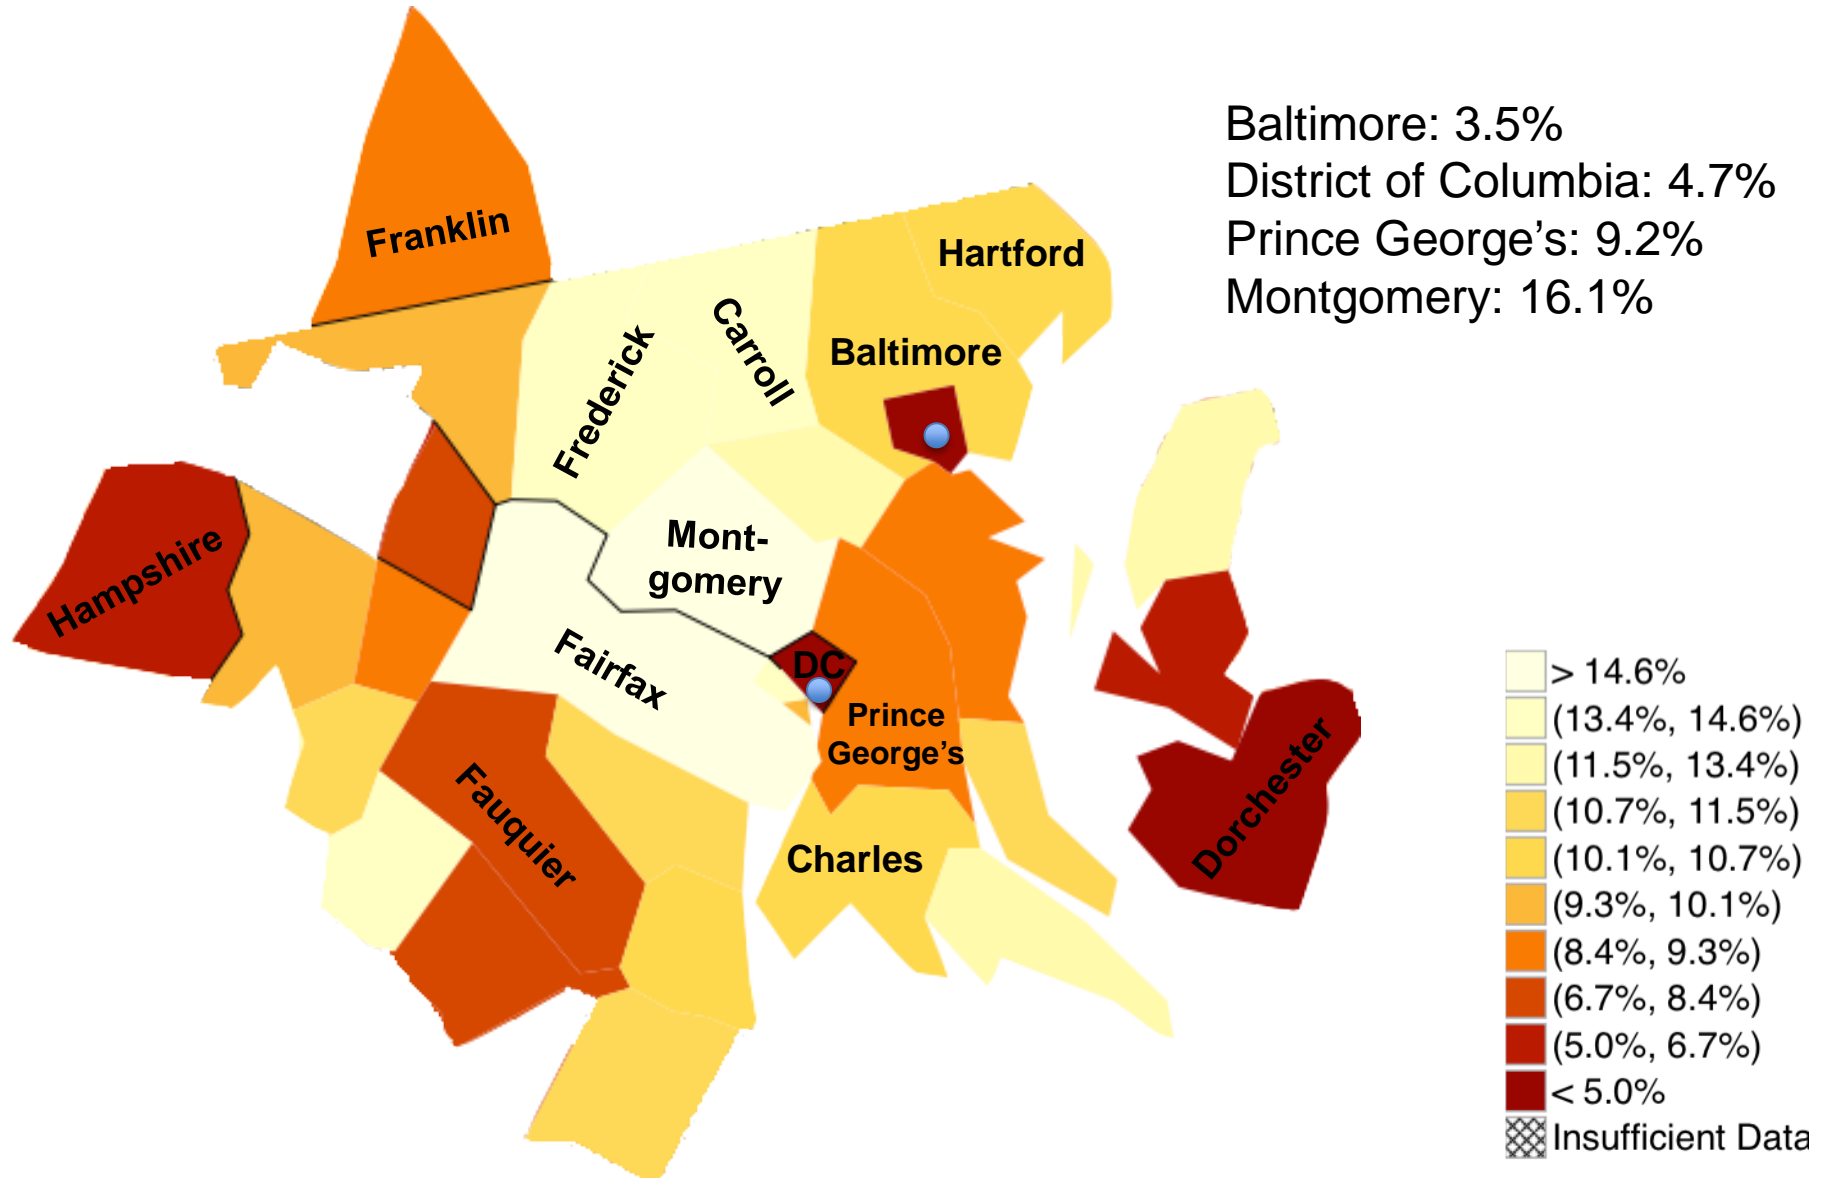 Franklin
Hartford
Carroll
Frederick
Baltimore
Hampshire
Mont-
gomery
Fairfax
DC
Prince
George’s
Fauquier
Charles
Dorchester
Baltimore: 3.5%
District of Columbia: 4.7%
Prince George’s: 9.2%
Montgomery: 16.1%
> 14.6%
(13.4%, 14.6%)
(11.5%, 13.4%)
(10.7%, 11.5%)
(10.1%, 10.7%)
(9.3%, 10.1%)
(8.4%, 9.3%)
(6.7%, 8.4%)
(5.0%, 6.7%)
< 5.0%
Insufficient Data